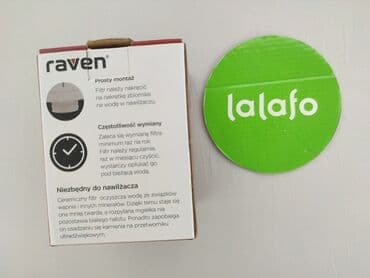 raven®
Prosty montaż
Filtr należy nakręcić
na nakrętkę zbiornika
na wodę w nawilżaczu.
Częstotliwość wymiany
Zaleca się wymianę filtra
minimum raz na rok.
Filtr należy regularnie,
raz w miesiącu czyścić,
wystarczy opłukać go
pod bieżącą wodą.
Niezbędny do nawilżacza
Ceramiczny filtr oczyszcza wodę ze związków
wapnia i innych minerałów. Dzięki temu staje się
ona mniej twarda, a rozpylana mgiełka nie
pozostawia białego nalotu. Ponadto zapobiega
on osadzaniu się kamienia na przetworniku
ultradźwiękowym.
lalafo